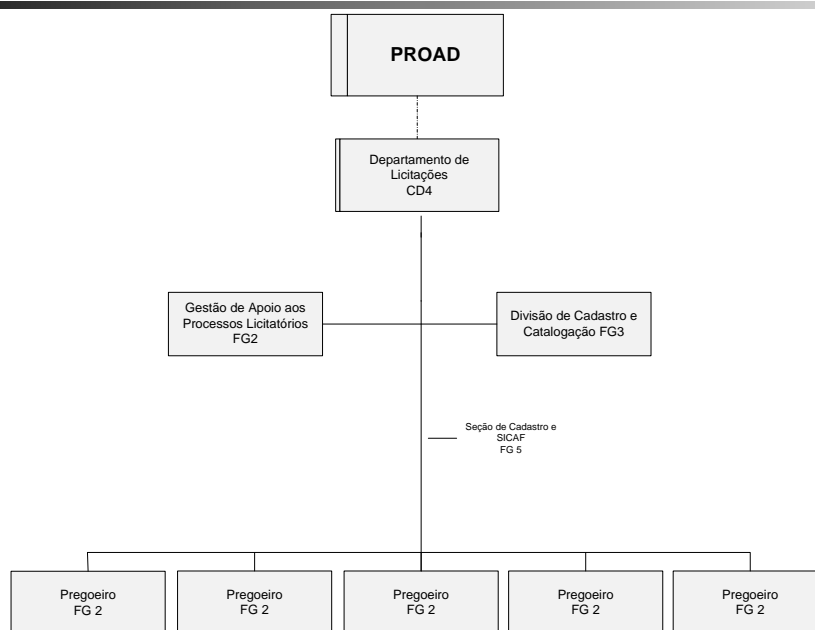 PROAD
Departamento de
Licitações
CD4
Gestão de Apoio aos
Processos Licitatórios
FG2
Divisão de Cadastro e
Catalogação FG3
Seção de Cadastro e
SICAF
FG 5
Pregoeiro
FG 2
Pregoeiro
FG 2
Pregoeiro
FG 2
Pregoeiro
FG 2
Pregoeiro
FG 2